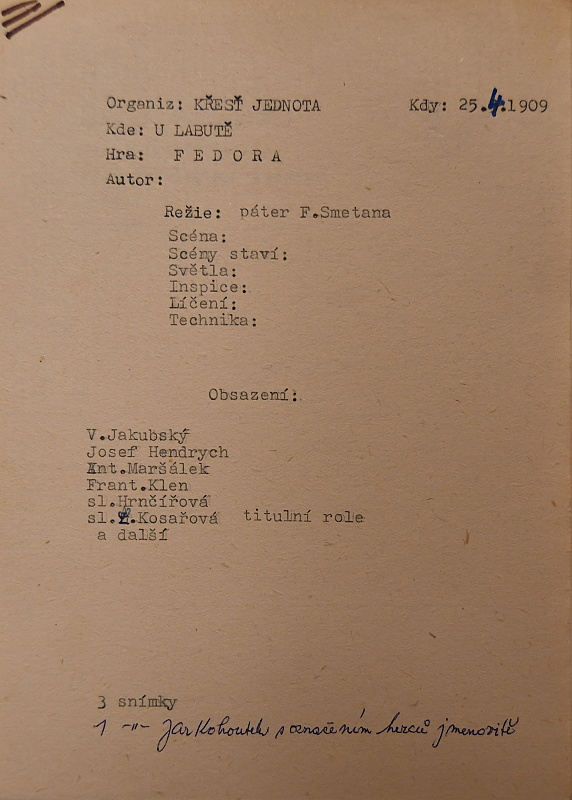 Organiz: KŘESŤ JEDNOTA Kdy: 25.4.1909
Kde: U LABUTĚ
Hra: F E D O R A
Autor:
Režie: páter F.Smetana
Scéna:
Scény staví:
Světla:
Inspice:
Líčení:
Technika:
Obsazení:
V.Jakubský
Josef Hendrych
Ant.Maršálek
Frant.Klen
sl.Hrnčířová
sl. Kosařová titulní role
a další
3 snímky
1 -"- Jar Kohoutek s označením herců jmenovitě